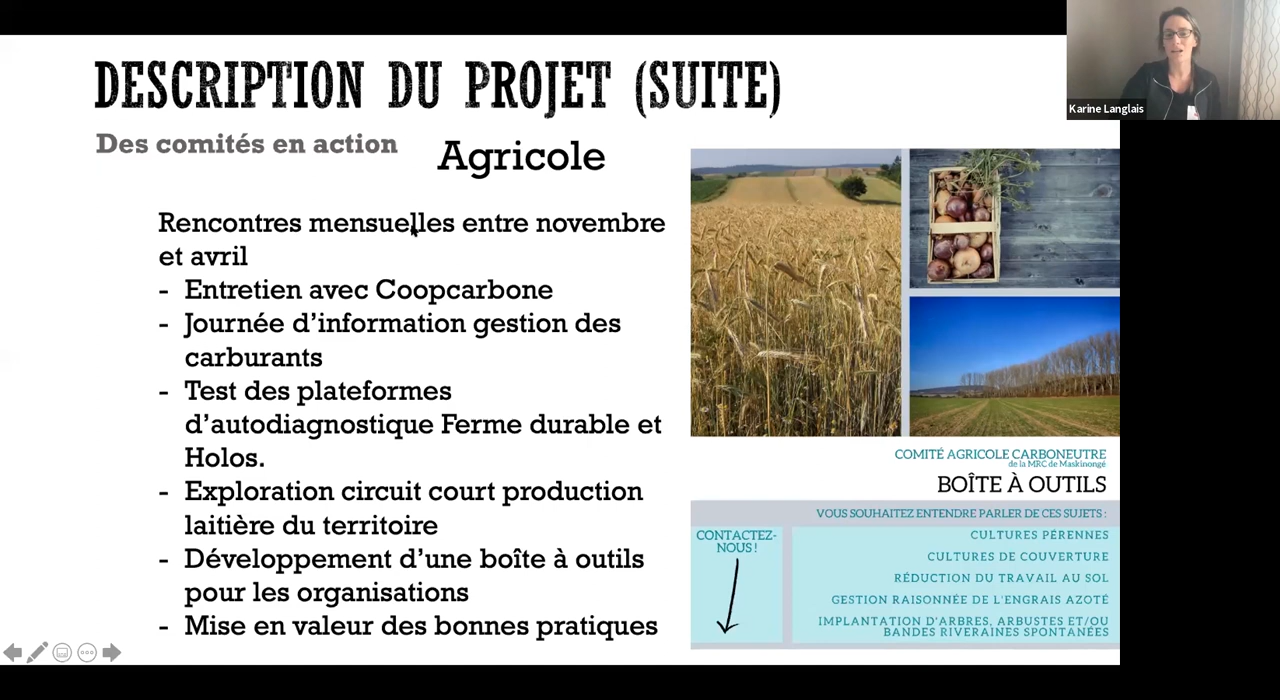 DESCRIPTION DU PROJET (SUITE)
Karine Langlais
Des comités en action
Agricole
Rencontres mensuelles entre novembre
et avril
- Entretien avec Coopcarbone
- Journée d'information gestion des
carburants
- Test des plateformes
d'autodiagnostique Ferme durable et
Holos.
- Exploration circuit court production
laitière du territoire
- Développement d'une boîte à outils
pour les organisations
- Mise en valeur des bonnes pratiques
COMITÉ AGRICOLE CARBONEUTRE
de la MRC de Maskinongé
BOÎTE À OUTILS
VOUS SOUHAITEZ ENTENDRE PARLER DE CES SUJETS :
CONTACTEZ-
NOUS !
CULTURES PÉRENNES
CULTURES DE COUVERTURE
RÉDUCTION DU TRAVAIL AU SOL
GESTION RAISONNÉE DE L'ENGRAIS AZOTÉ
IMPLANTATION D'ARBRES, ARBUSTES ET/OU
BANDES RIVERAINES SPONTANÉES